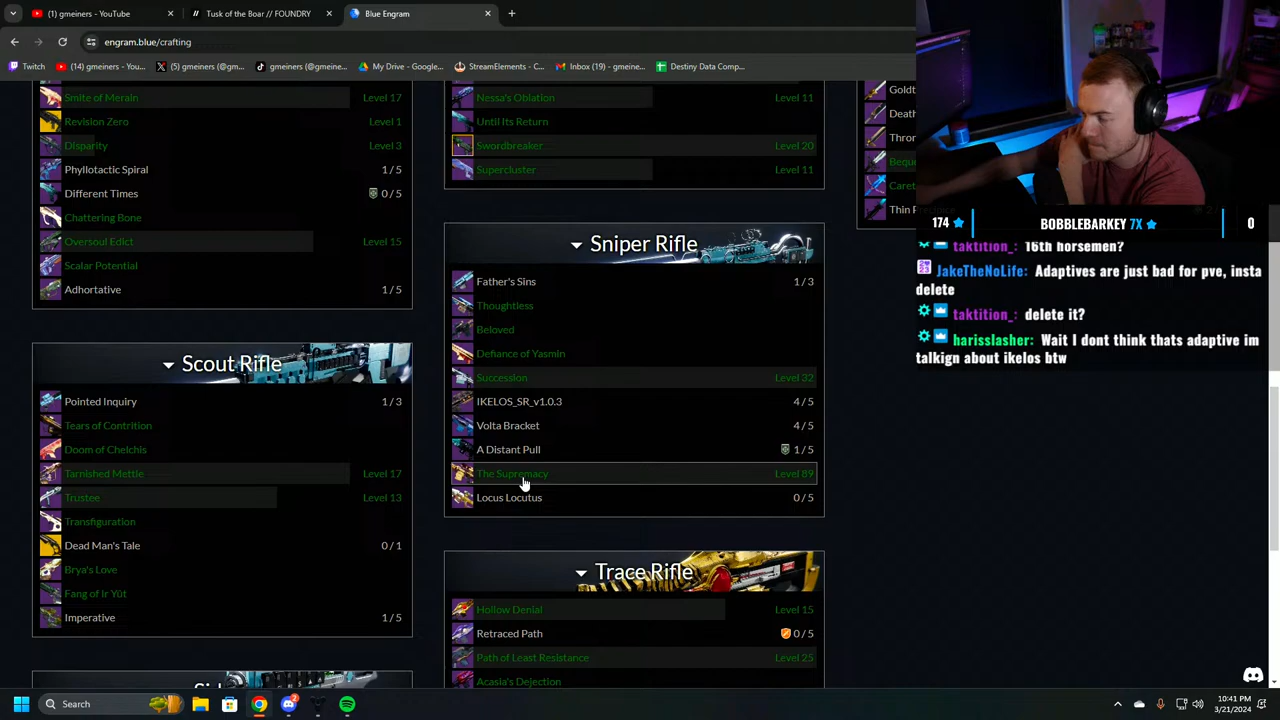 (1) gmeiners - YouTube
Tusk of the Boar // FOUNDRY
Blue Engram
engram.blue/crafting
Twitch
(14) gmeiners - You...
(5) gmeiners (@gm...
gmeiners (@gmeine...
My Drive - Google...
StreamElements - C...
Inbox (19) - gmeine...
Destiny Data Comp...
Smite of Merain Level 17
Revision Zero Level 1
Disparity Level 3
Phyllotactic Spiral 1/5
Different Times 0/5
Chattering Bone
Oversoul Edict Level 15
Scalar Potential
Adhortative 1/5
Scout Rifle
Pointed Inquiry 1/3
Tears of Contrition
Doom of Chelchis
Tarnished Mettle Level 17
Trustee Level 13
Transfiguration
Dead Man's Tale 0/1
Brya's Love
Fang of Ir Yût
Imperative 1/5
Nessa's Oblation Level 11
Until Its Return
Swordbreaker Level 20
Supercluster Level 11
Sniper Rifle
Father's Sins 1/3
Thoughtless
Beloved
Defiance of Yasmin
Succession Level 32
IKELOS_SR_v1.0.3 4/5
Volta Bracket 4/5
A Distant Pull 1/5
The Supremacy Level 89
Locus Locutus 0/5
Trace Rifle
Hollow Denial Level 15
Retraced Path 0/5
Path of Least Resistance Level 25
Acasia's Dejection
Goldt
Death
Thron
Bequ
Caret
Thin Pre
174
BOBBLEBARKEY 7X
0
taktition_: 16th horsemen?
JakeTheNoLife: Adaptives are just bad for pve, insta
delete
taktition_: delete it?
harisslasher: Wait I dont think thats adaptive im
talkign about ikelos btw
Search
2
10:41 PM
3/21/2024